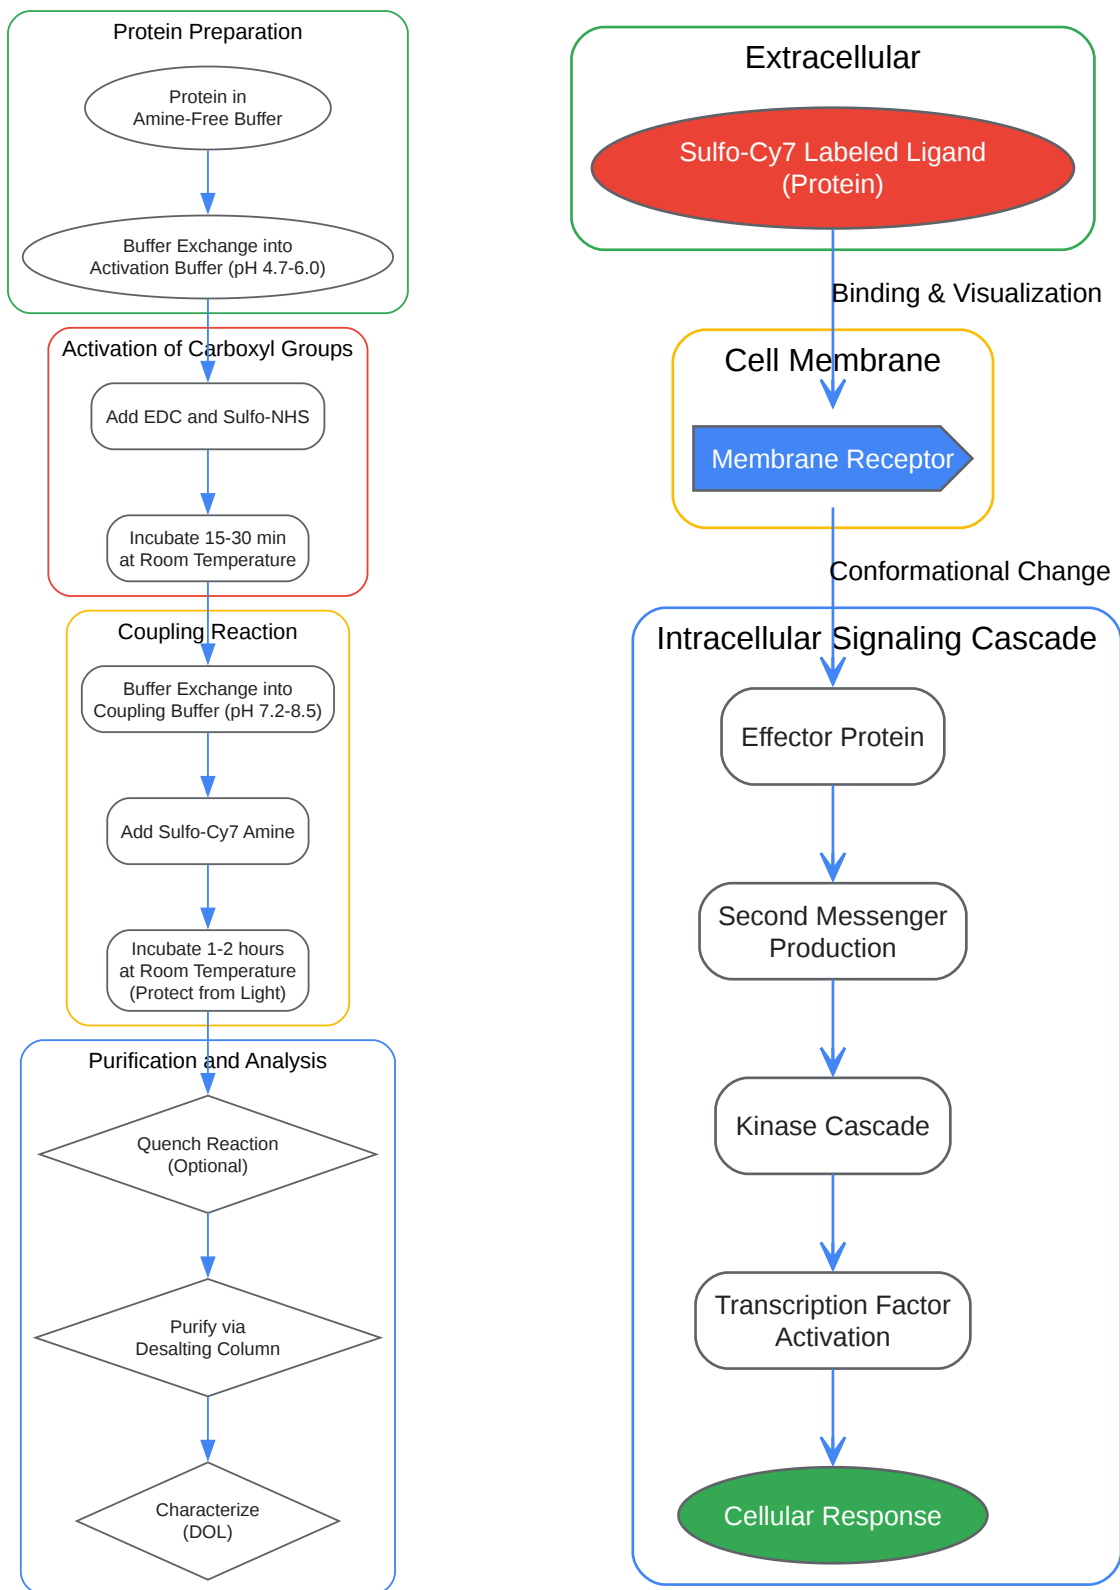 Protein Preparation
Protein in
Amine-Free Buffer
Buffer Exchange into
Activation Buffer (pH 4.7-6.0)
Activation of Carboxyl Groups
Add EDC and Sulfo-NHS
Incubate 15-30 min
at Room Temperature
Coupling Reaction
Buffer Exchange into
Coupling Buffer (pH 7.2-8.5)
Add Sulfo-Cy7 Amine
Incubate 1-2 hours
at Room Temperature
(Protect from Light)
Purification and Analysis
Quench Reaction
(Optional)
Purify via
Desalting Column
Characterize
(DOL)
Extracellular
Sulfo-Cy7 Labeled Ligand
(Protein)
Binding & Visualization
Cell Membrane
Membrane Receptor
Conformational Change
Intracellular Signaling Cascade
Effector Protein
Second Messenger
Production
Kinase Cascade
Transcription Factor
Activation
Cellular Response